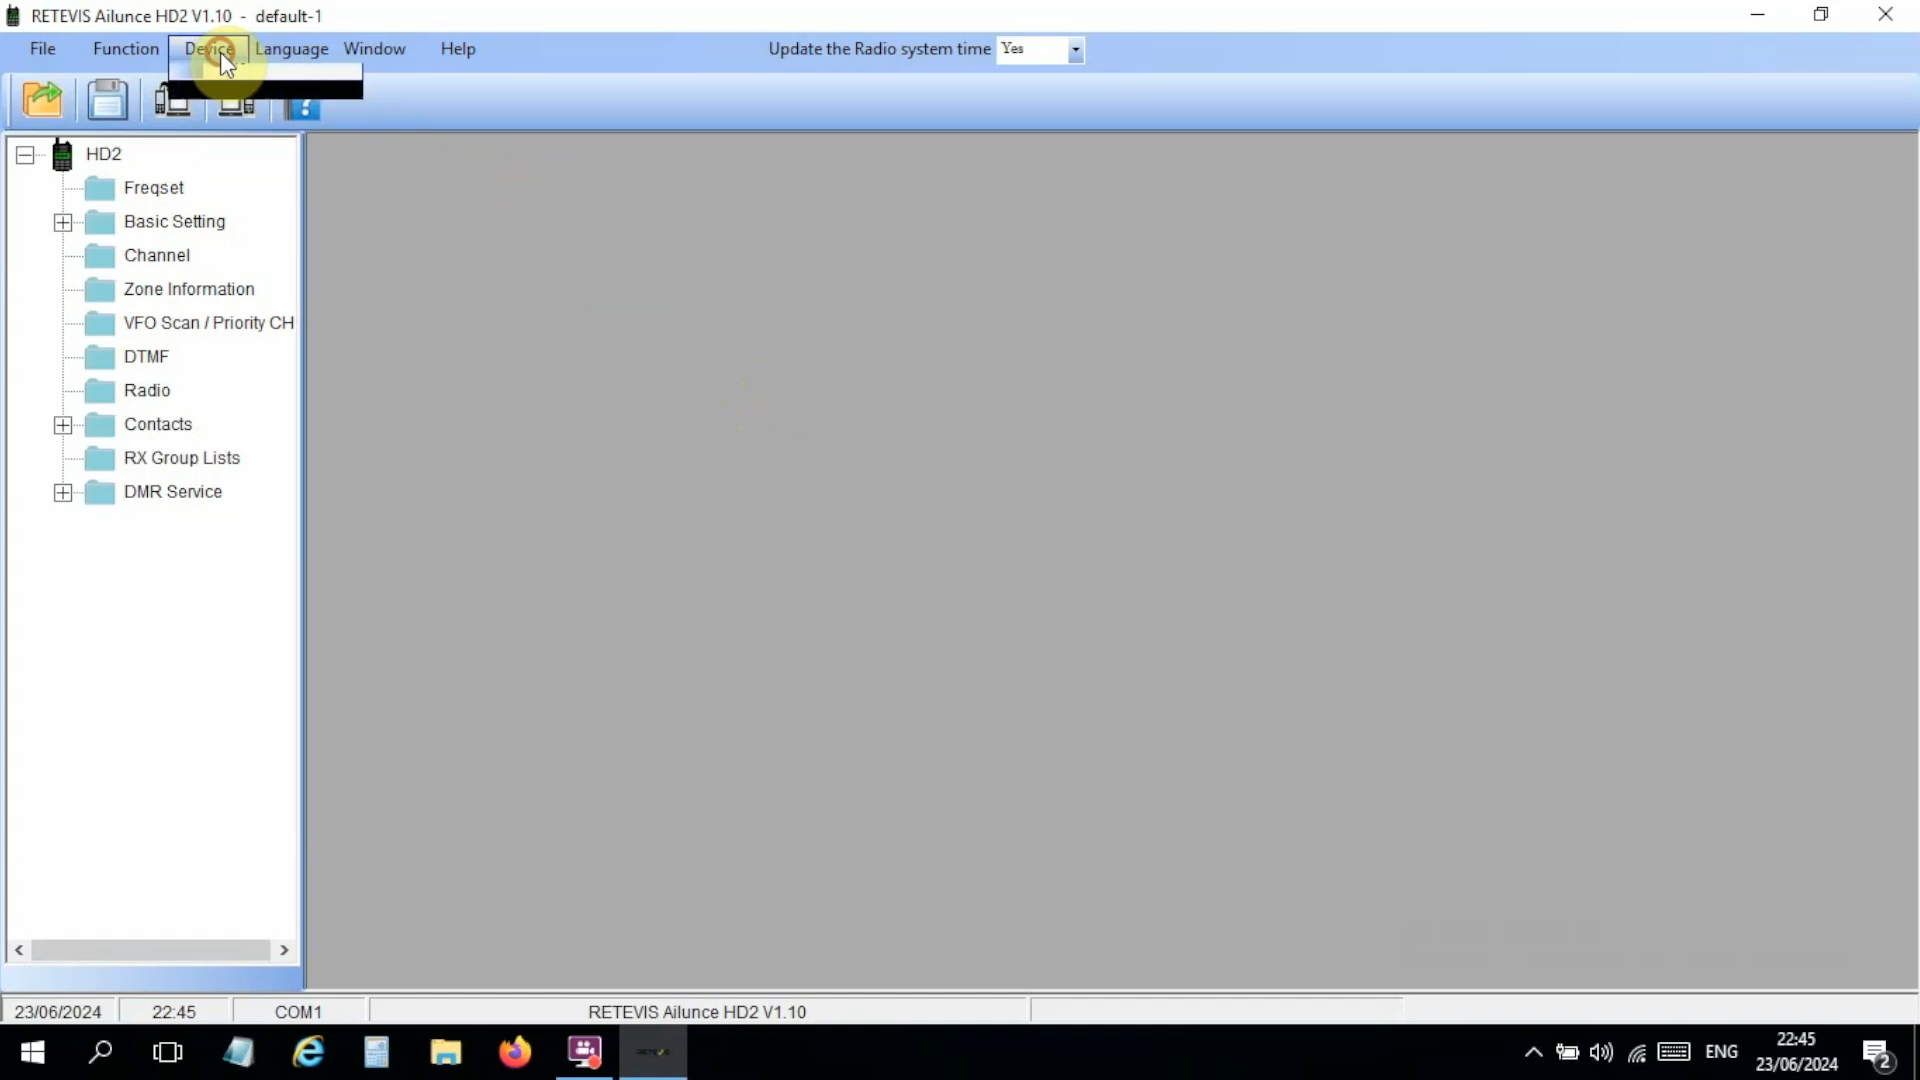 RETEVIS Ailunce HD2 V1.10 - default-1
File Function Device Language Window Help Update the Radio system time Yes
HD2
Freqset
Basic Setting
Channel
Zone Information
VFO Scan / Priority CH
DTMF
Radio
Contacts
RX Group Lists
DMR Service
23/06/2024 22:45 COM1 RETEVIS Ailunce HD2 V1.10
ENG
22:45
23/06/2024
2